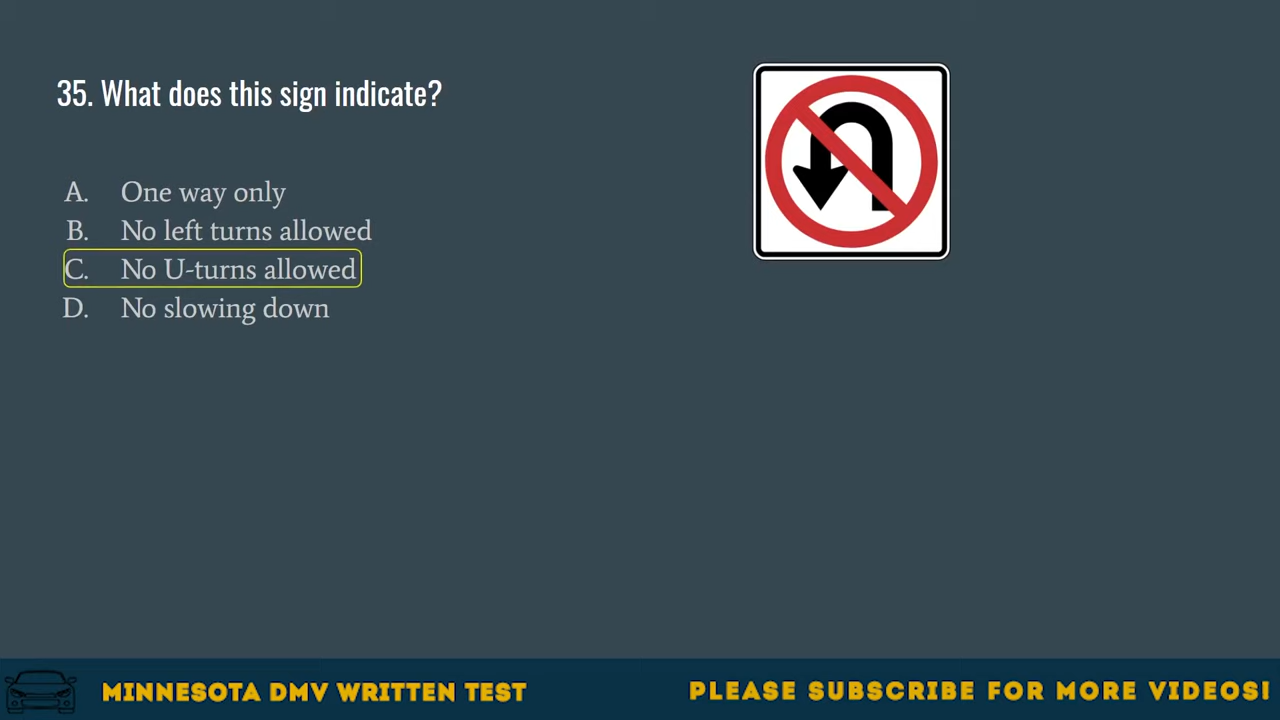 35. What does this sign indicate?
A. One way only
B. No left turns allowed
C. No U-turns allowed
D. No slowing down
MINNESOTA DMV WRITTEN TEST
PLEASE SUBSCRIBE FOR MORE VIDEOS!